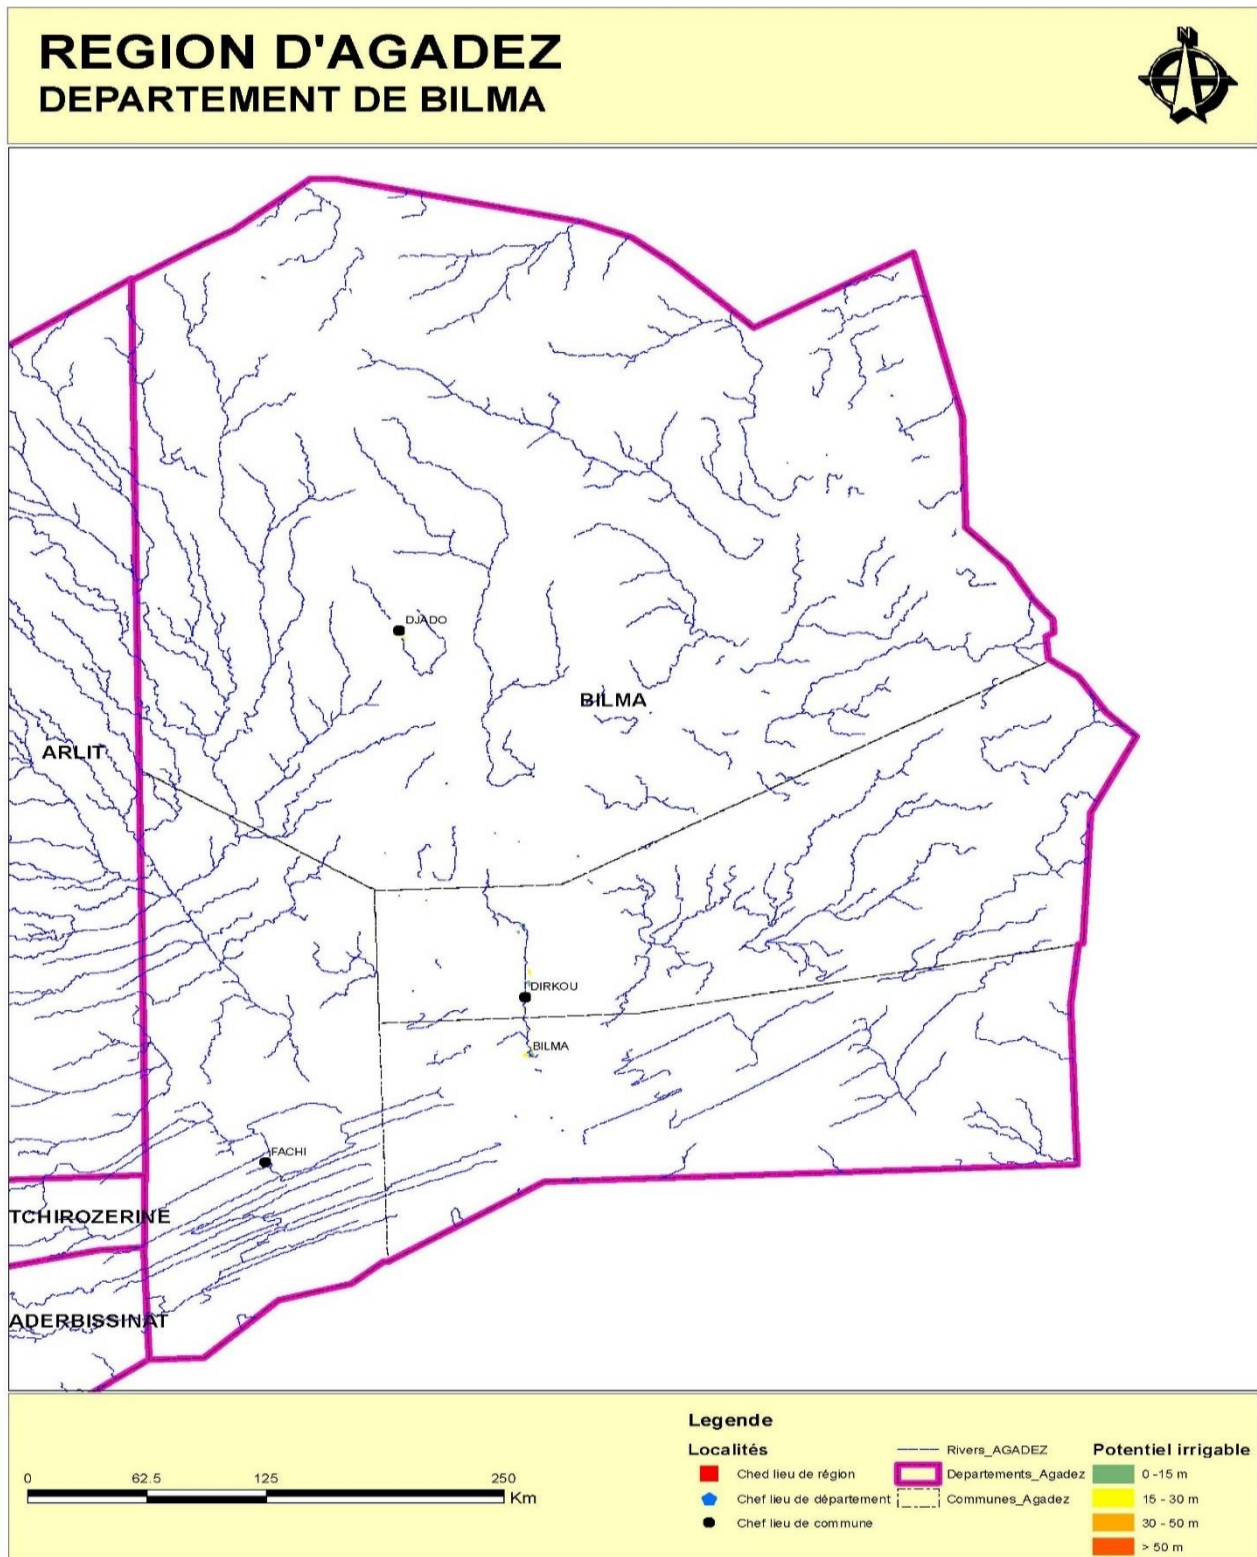 REGION D'AGADEZ
DEPARTEMENT DE BILMA
N
DJADO
BILMA
ARLIT
DIRKOU
BILMA
FACHI
TCHIROZERINE
ADERBISSINAT
Legende
Localités
Ched lieu de région
Chef lieu de département
Chef lieu de commune
Rivers_AGADEZ
Departements_Agadez
Communes_Agadez
Potentiel irrigable
0 -15 m
15 - 30 m
30 - 50 m
> 50 m
0 62.5 125 250
Km